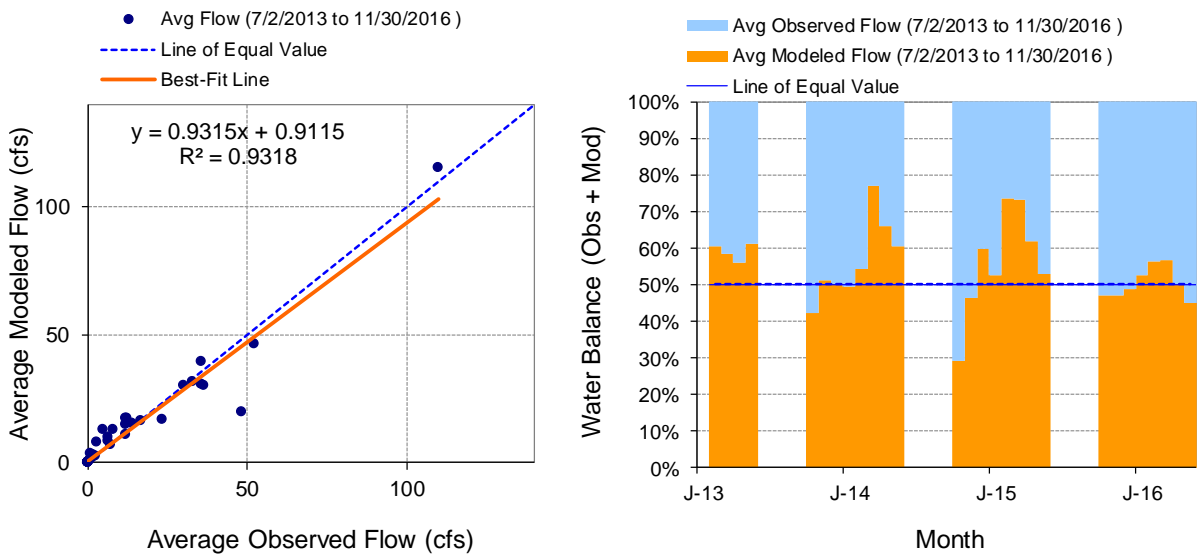 Avg Flow (7/2/2013 to 11/30/2016 )
Line of Equal Value
Best-Fit Line
y = 0.9315x + 0.9115
R² = 0.9318
Average Modeled Flow (cfs)
100
50
0
0 50 100
Average Observed Flow (cfs)
Avg Observed Flow (7/2/2013 to 11/30/2016 )
Avg Modeled Flow (7/2/2013 to 11/30/2016 )
Line of Equal Value
Water Balance (Obs + Mod)
100%
90%
80%
70%
60%
50%
40%
30%
20%
10%
0%
J-13 J-14 J-15 J-16
Month